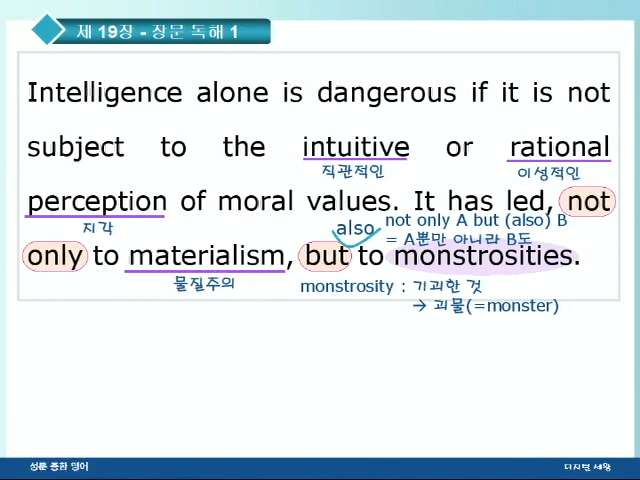 제 19장 - 장문 독해 1
Intelligence alone is dangerous if it is not
subject to the intuitive or rational
직관적인 이성적인
perception of moral values. It has led, not
지각 also not only A but (also) B
= A뿐만 아니라 B도
only to materialism, but to monstrosities.
물질주의 monstrosity : 기괴한 것
→ 괴물(=monster)
성문 종합 영어 디지털 세왕